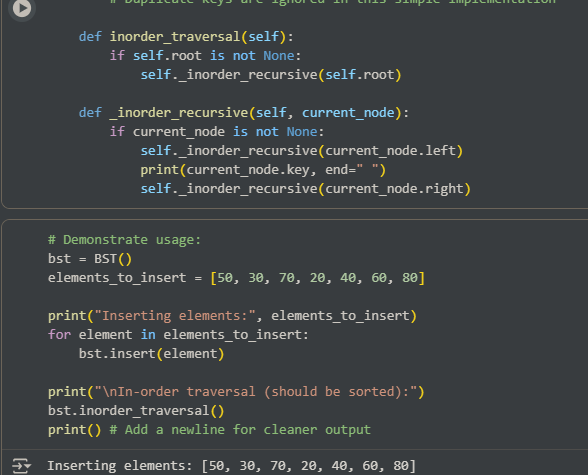 # Duplicate keys are ignored in this simple implementation
def inorder_traversal(self):
    if self.root is not None:
        self._inorder_recursive(self.root)
def _inorder_recursive(self, current_node):
    if current_node is not None:
        self._inorder_recursive(current_node.left)
        print(current_node.key, end=" ")
        self._inorder_recursive(current_node.right)
# Demonstrate usage:
bst = BST()
elements_to_insert = [50, 30, 70, 20, 40, 60, 80]
print("Inserting elements:", elements_to_insert)
for element in elements_to_insert:
    bst.insert(element)
print("\nIn-order traversal (should be sorted):")
bst.inorder_traversal()
print() # Add a newline for cleaner output
Inserting elements: [50, 30, 70, 20, 40, 60, 80]